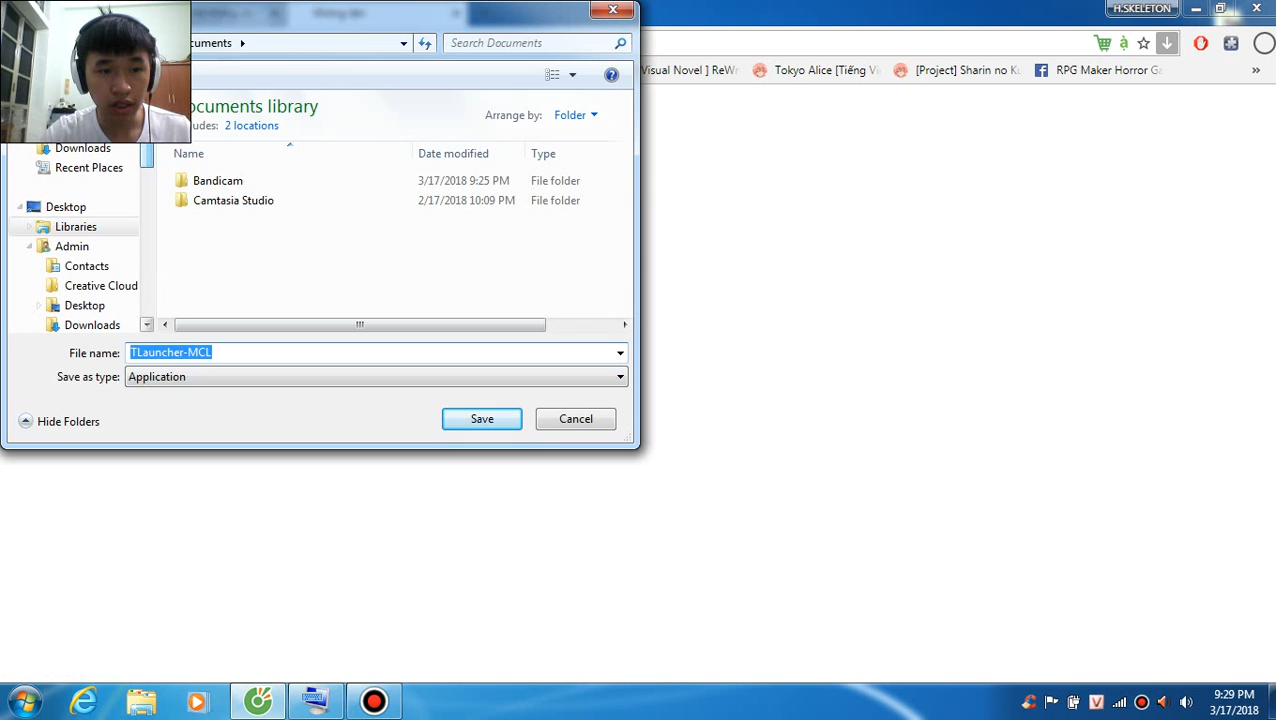 H.SKELETON
cuments
Search Documents
Visual Novel ] ReWr
Tokyo Alice [Tiếng Vi
[Project] Sharin no Ku
RPG Maker Horror Ga
ocuments library
udes: 2 locations
Arrange by: Folder
Name Date modified Type
Downloads
Recent Places
Bandicam 3/17/2018 9:25 PM File folder
Camtasia Studio 2/17/2018 10:09 PM File folder
Desktop
Libraries
Admin
Contacts
Creative Cloud
Desktop
Downloads
File name: TLauncher-MCL
Save as type: Application
Hide Folders
Save Cancel
9:29 PM
3/17/2018